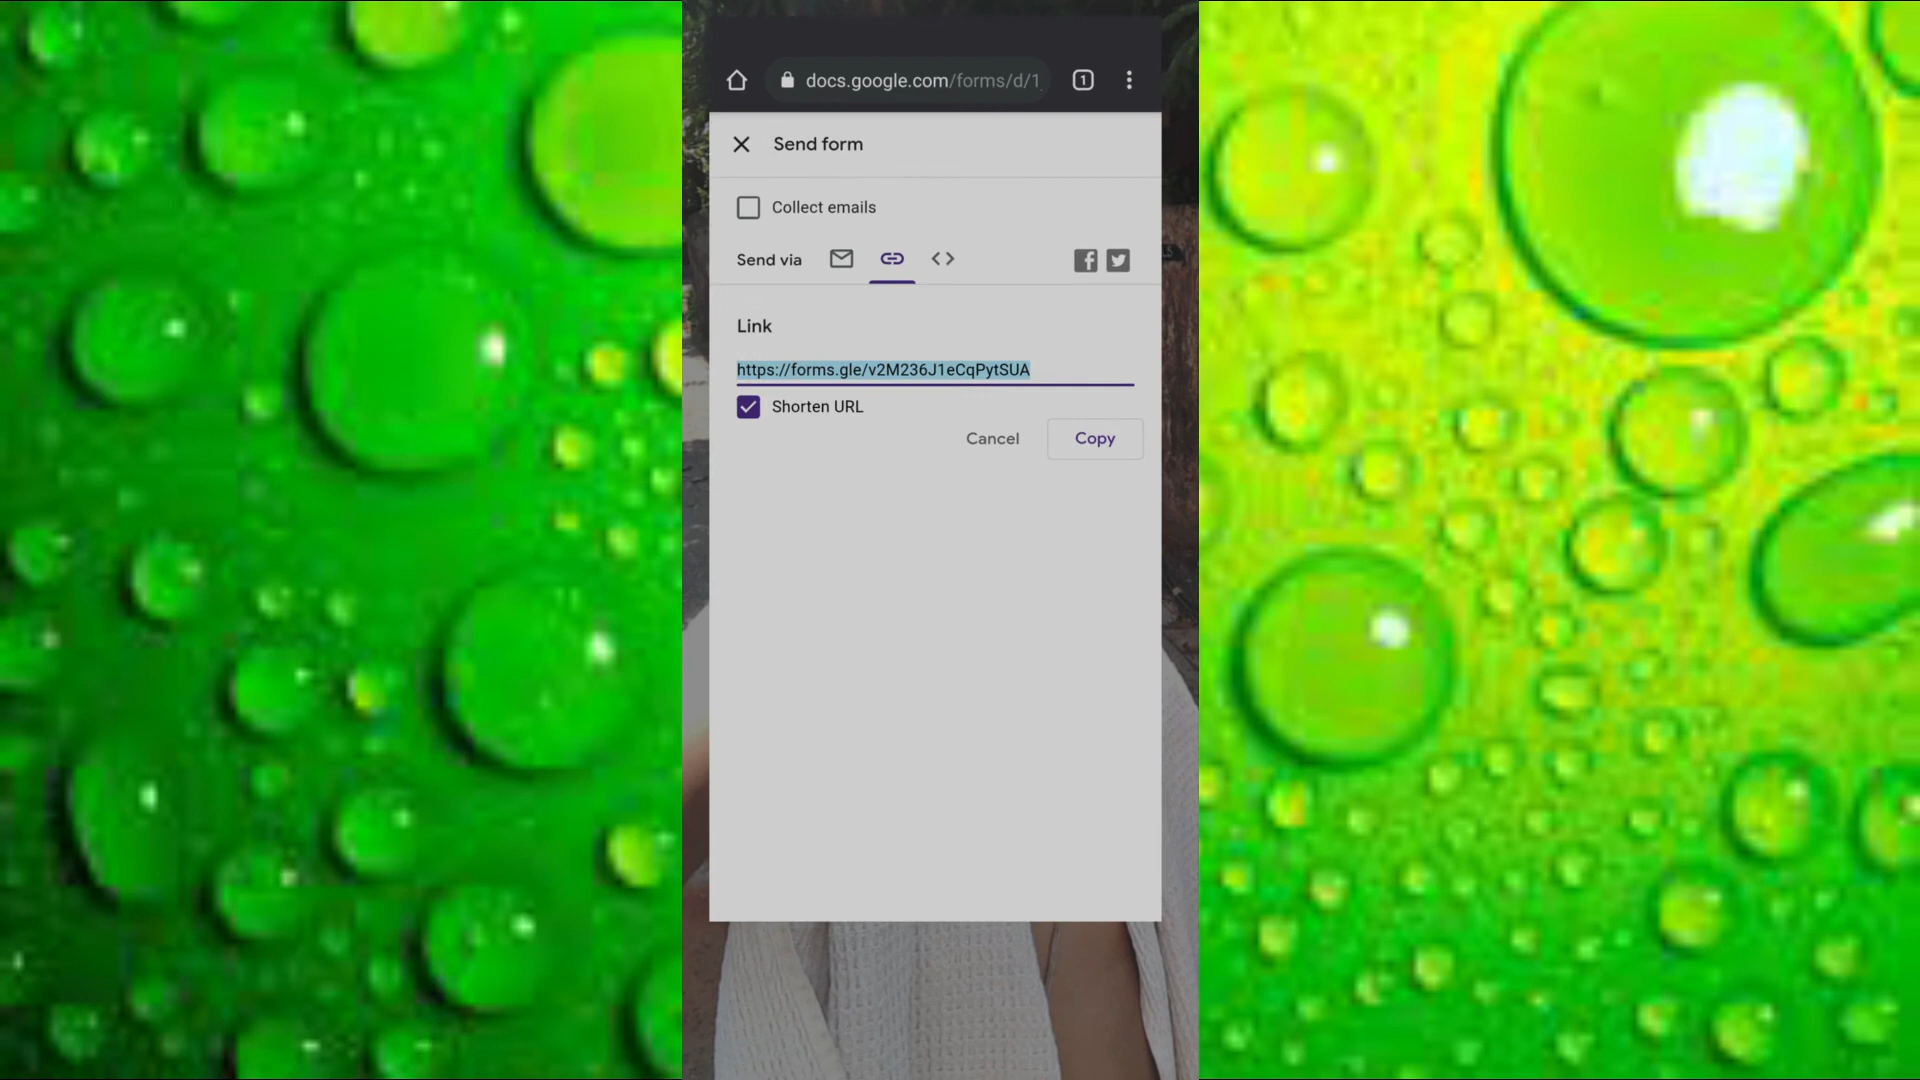 docs.google.com/forms/d/1
1
Send form
Collect emails
Send via
Link
https://forms.gle/v2M236J1eCqPytSUA
Shorten URL
Cancel
Copy